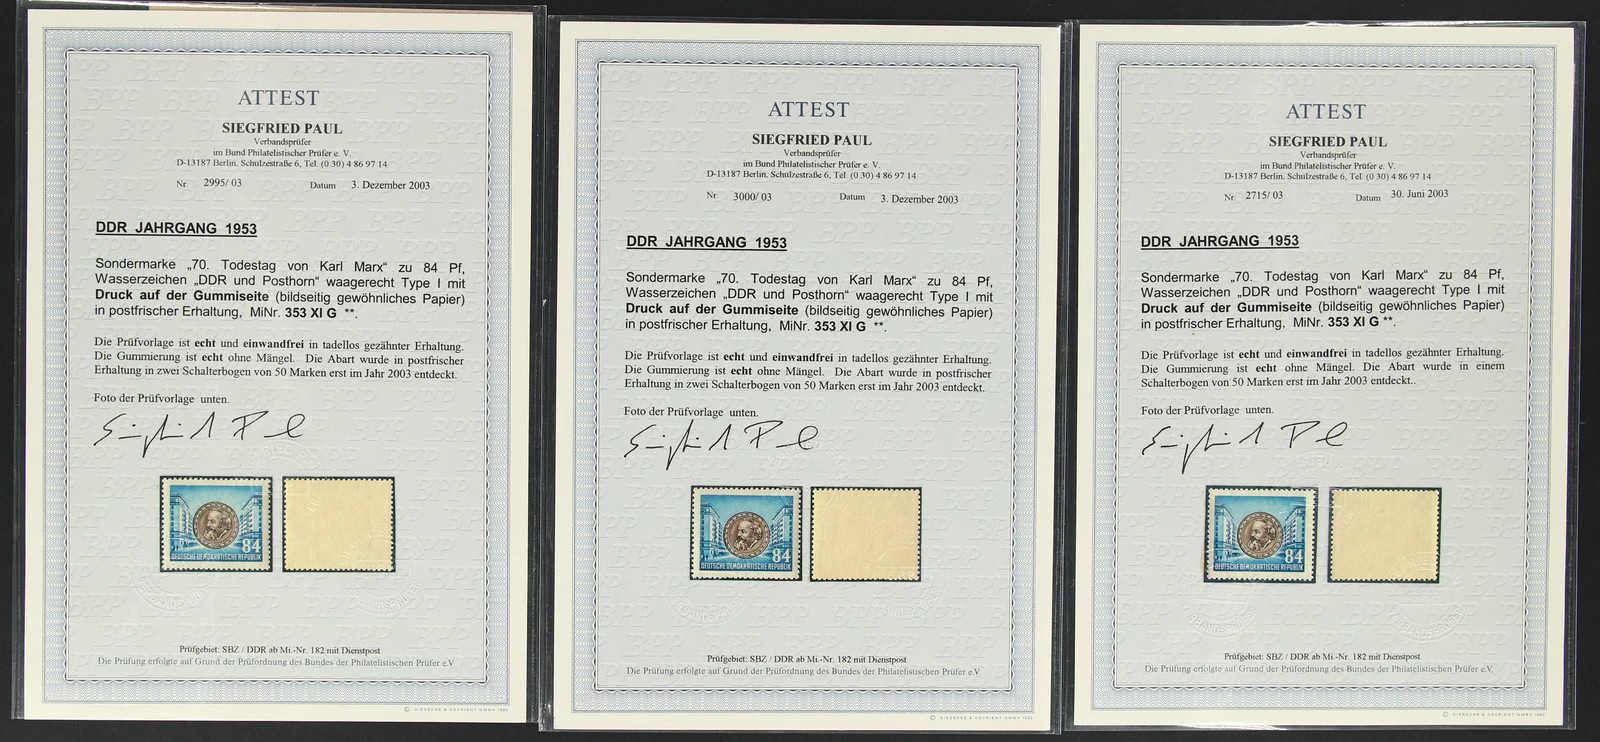 ATTEST
SIEGFRIED PAUL
Verbandsprüfer
im Bund Philatelistischer Prüfer e. V.
D-13187 Berlin, Schulzestraße 6, Tel. (0 30) 4 86 97 14
Nr 2995/ 03 Datum 3. Dezember 2003
DDR JAHRGANG 1953
Sondermarke „70. Todestag von Karl Marx“ zu 84 Pf,
Wasserzeichen „DDR und Posthorn“ waagerecht Type I mit
Druck auf der Gummiseite (bildseitig gewöhnliches Papier)
in postfrischer Erhaltung, MiNr. 353 XI G **.
Die Prüfvorlage ist echt und einwandfrei in tadellos gezähnter Erhaltung.
Die Gummierung ist echt ohne Mängel. Die Abart wurde in postfrischer
Erhaltung in zwei Schalterbogen von 50 Marken erst im Jahr 2003 entdeckt.
Foto der Prüfvorlage unten.
Siegfried Paul
84
DEUTSCHE DEMOKRATISCHE REPUBLIK
Prüfgebiet: SBZ / DDR ab Mi.-Nr. 182 mit Dienstpost
Die Prüfung erfolgte auf Grund der Prüfordnung des Bundes der Philatelistischen Prüfer e.V.
ATTEST
SIEGFRIED PAUL
Verbandsprüfer
im Bund Philatelistischer Prüfer e. V.
D-13187 Berlin, Schulzestraße 6, Tel. (0 30) 4 86 97 14
Nr 3000/ 03 Datum 3. Dezember 2003
DDR JAHRGANG 1953
Sondermarke „70. Todestag von Karl Marx“ zu 84 Pf,
Wasserzeichen „DDR und Posthorn“ waagerecht Type I mit
Druck auf der Gummiseite (bildseitig gewöhnliches Papier)
in postfrischer Erhaltung, MiNr. 353 XI G **.
Die Prüfvorlage ist echt und einwandfrei in tadellos gezähnter Erhaltung.
Die Gummierung ist echt ohne Mängel. Die Abart wurde in postfrischer
Erhaltung in zwei Schalterbogen von 50 Marken erst im Jahr 2003 entdeckt.
Foto der Prüfvorlage unten.
Siegfried Paul
84
DEUTSCHE DEMOKRATISCHE REPUBLIK
Prüfgebiet: SBZ / DDR ab Mi.-Nr. 182 mit Dienstpost
Die Prüfung erfolgte auf Grund der Prüfordnung des Bundes der Philatelistischen Prüfer e.V.
ATTEST
SIEGFRIED PAUL
Verbandsprüfer
im Bund Philatelistischer Prüfer e. V.
D-13187 Berlin, Schulzestraße 6, Tel. (0 30) 4 86 97 14
Nr. 2715/ 03 Datum 30. Juni 2003
DDR JAHRGANG 1953
Sondermarke „70. Todestag von Karl Marx“ zu 84 Pf,
Wasserzeichen „DDR und Posthorn“ waagerecht Type I mit
Druck auf der Gummiseite (bildseitig gewöhnliches Papier)
in postfrischer Erhaltung, MiNr. 353 XI G **.
Die Prüfvorlage ist echt und einwandfrei in tadellos gezähnter Erhaltung.
Die Gummierung ist echt ohne Mängel. Die Abart wurde in einem
Schalterbogen von 50 Marken erst im Jahr 2003 entdeckt..
Foto der Prüfvorlage unten.
Siegfried Paul
84
DEUTSCHE DEMOKRATISCHE REPUBLIK
Prüfgebiet: SBZ / DDR ab Mi.-Nr. 182 mit Dienstpost
Die Prüfung erfolgte auf Grund der Prüfordnung des Bundes der Philatelistischen Prüfer e.V.